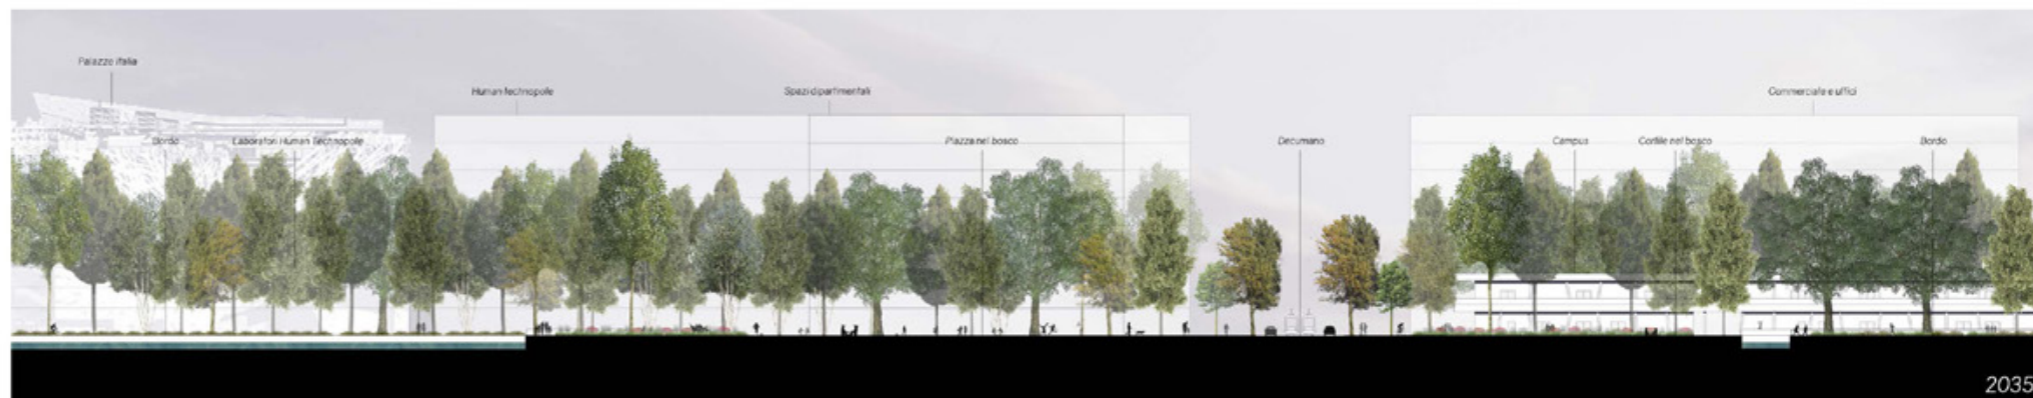 Palazzo Italia
Human technopole
Spazi dipartimentali
Commerciale e uffici
Bordo
Laboratori Human Technopole
Piazza nel bosco
Decumano
Campus
Cortile nel bosco
Bordo
2035